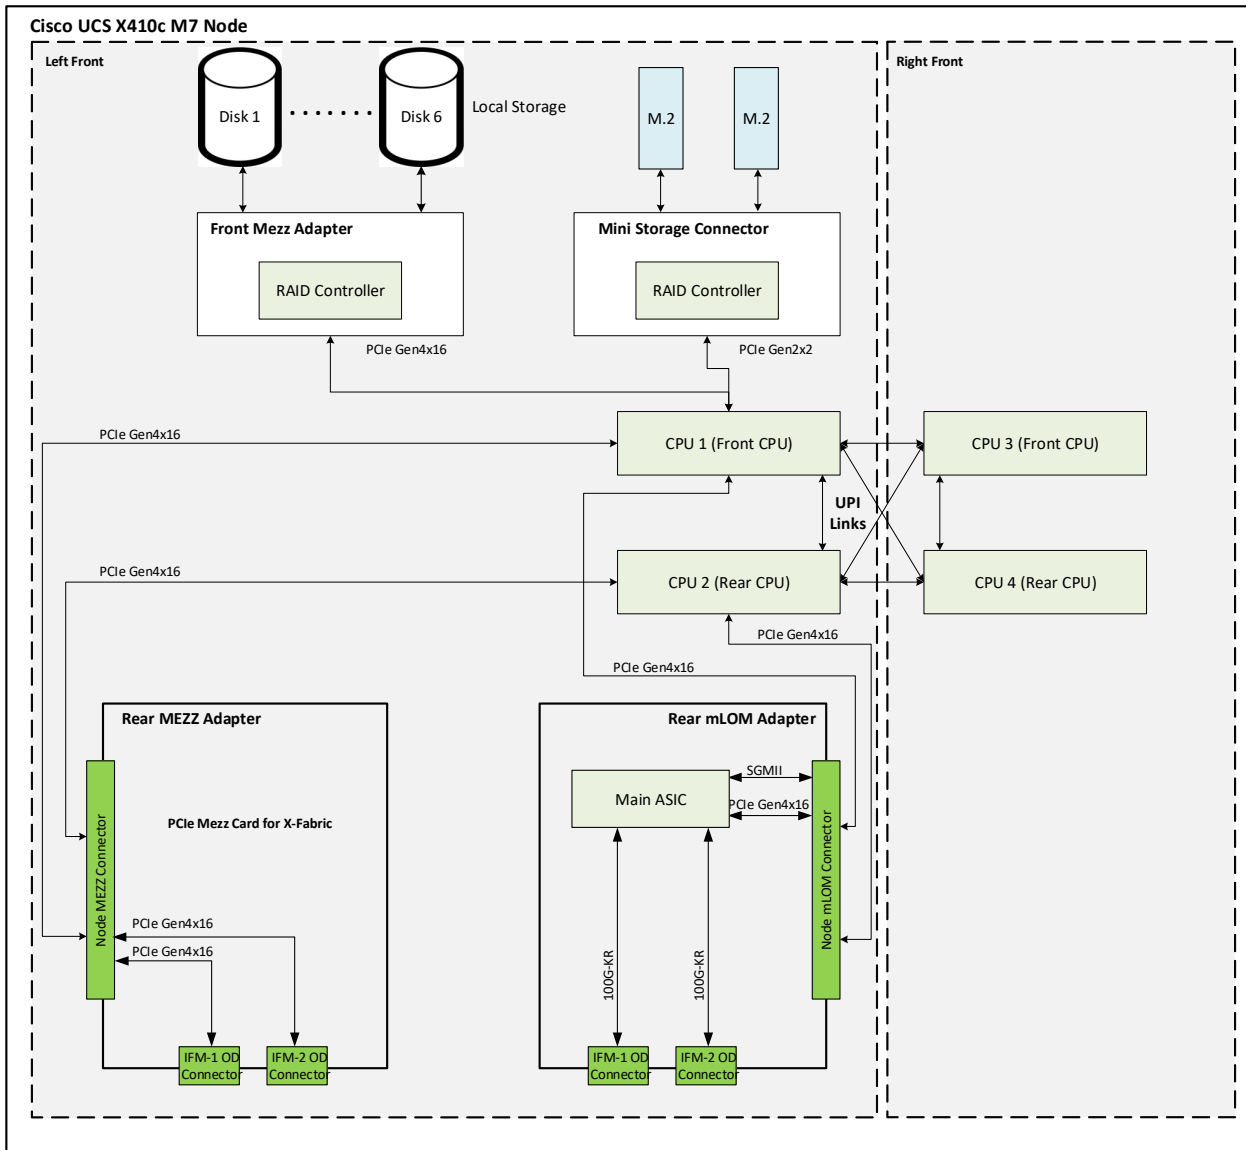 Cisco UCS X410c M7 Node
Left Front
Right Front
Disk 1
Disk 6
Local Storage
M.2
M.2
Front Mezz Adapter
RAID Controller
Mini Storage Connector
RAID Controller
PCIe Gen4x16
PCIe Gen2x2
PCIe Gen4x16
CPU 1 (Front CPU)
CPU 3 (Front CPU)
UPI
Links
PCIe Gen4x16
CPU 2 (Rear CPU)
CPU 4 (Rear CPU)
PCIe Gen4x16
PCIe Gen4x16
Rear MEZZ Adapter
PCIe Mezz Card for X-Fabric
Node MEZZ Connector
PCIe Gen4x16
PCIe Gen4x16
IFM-1 OD
Connector
IFM-2 OD
Connector
Rear mLOM Adapter
Main ASIC
SGMII
PCIe Gen4x16
Node mLOM Connector
100G-KR
100G-KR
IFM-1 OD
Connector
IFM-2 OD
Connector